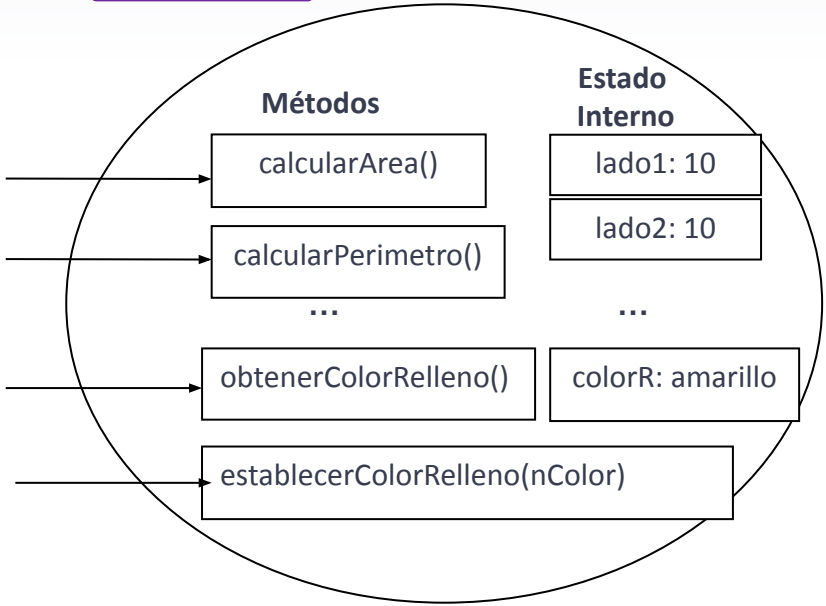 Métodos
Estado
Interno
calcularArea()
lado1: 10
lado2: 10
calcularPerimetro()
...
...
obtenerColorRelleno()
colorR: amarillo
establecerColorRelleno(nColor)